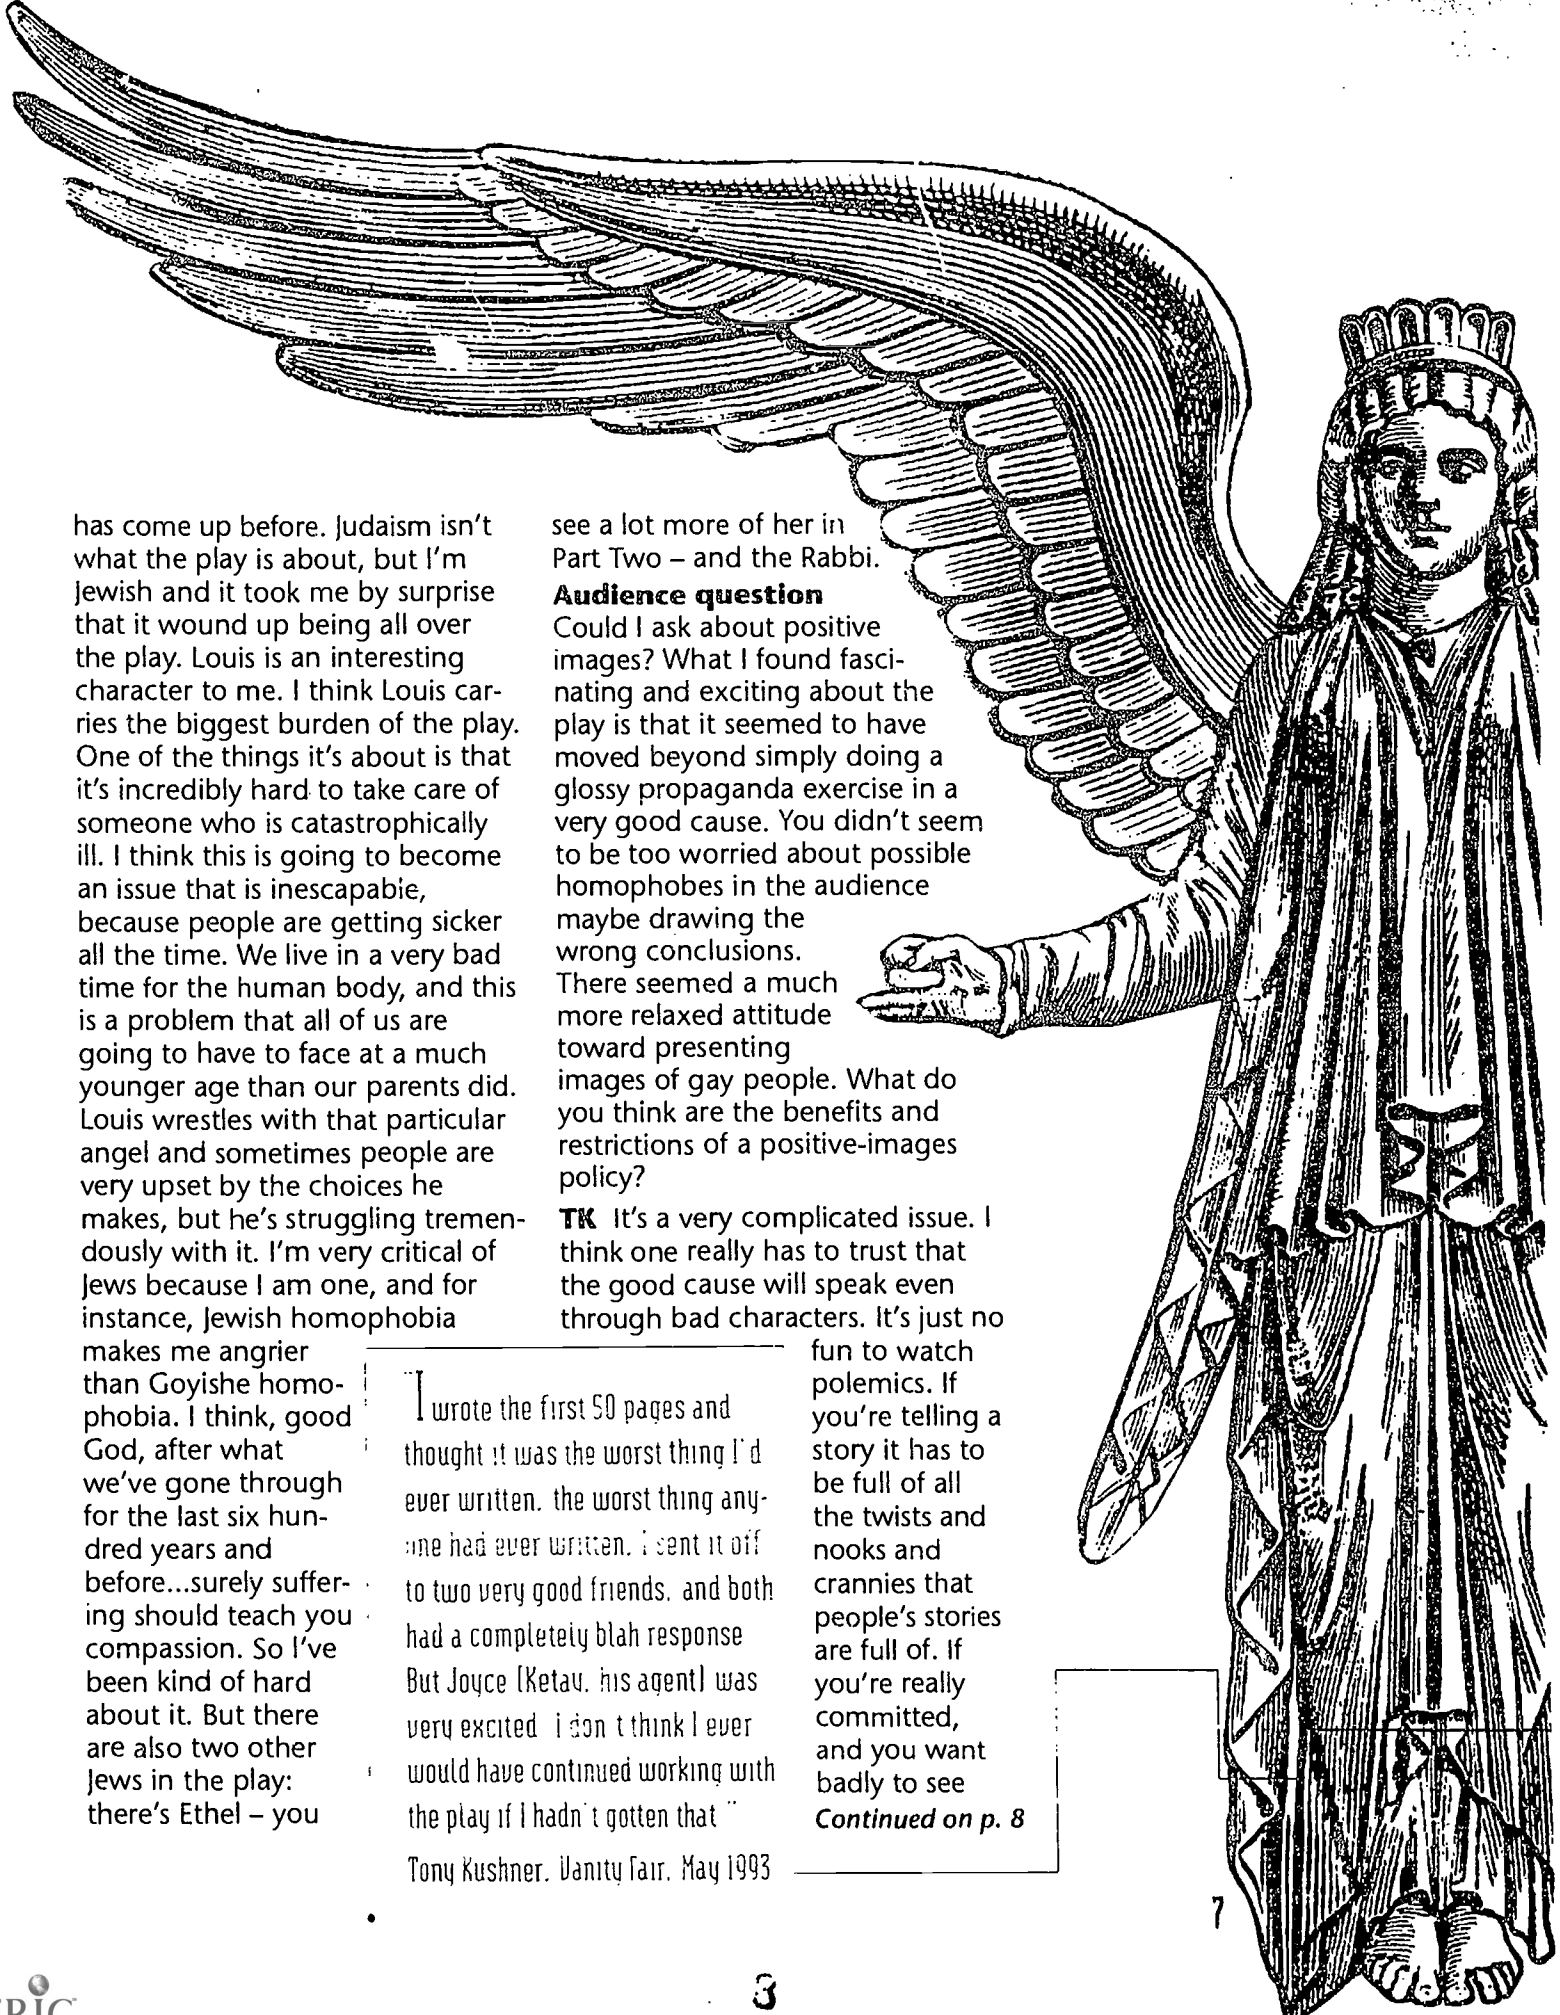 has come up before. Judaism isn't
what the play is about, but I'm
Jewish and it took me by surprise
that it wound up being all over
the play. Louis is an interesting
character to me. I think Louis car-
ries the biggest burden of the play.
One of the things it's about is that
it's incredibly hard to take care of
someone who is catastrophically
ill. I think this is going to become
an issue that is inescapable,
because people are getting sicker
all the time. We live in a very bad
time for the human body, and this
is a problem that all of us are
going to have to face at a much
younger age than our parents did.
Louis wrestles with that particular
angel and sometimes people are
very upset by the choices he
makes, but he's struggling tremen-
dously with it. I'm very critical of
Jews because I am one, and for
instance, Jewish homophobia
makes me angrier
than Goyishe homo-
phobia. I think, good
God, after what
we've gone through
for the last six hun-
dred years and
before...surely suffer-
ing should teach you
compassion. So I've
been kind of hard
about it. But there
are also two other
Jews in the play:
there's Ethel – you
see a lot more of her in
Part Two – and the Rabbi.
Audience question
Could I ask about positive
images? What I found fasci-
nating and exciting about the
play is that it seemed to have
moved beyond simply doing a
glossy propaganda exercise in a
very good cause. You didn't seem
to be too worried about possible
homophobes in the audience
maybe drawing the
wrong conclusions.
There seemed a much
more relaxed attitude
toward presenting
images of gay people. What do
you think are the benefits and
restrictions of a positive-images
policy?
TK It's a very complicated issue. I
think one really has to trust that
the good cause will speak even
through bad characters. It's just no
fun to watch
polemics. If
you're telling a
story it has to
be full of all
the twists and
nooks and
crannies that
people's stories
are full of. If
you're really
committed,
and you want
badly to see
Continued on p. 8
"I wrote the first 50 pages and
thought it was the worst thing I'd
ever written, the worst thing any-
one had ever written. I sent it off
to two very good friends, and both
had a completely blah response
But Joyce [Ketay, his agent] was
very excited I don't think I ever
would have continued working with
the play if I hadn't gotten that"
Tony Kushner, Vanity Fair, May 1993
7
8
ERIC